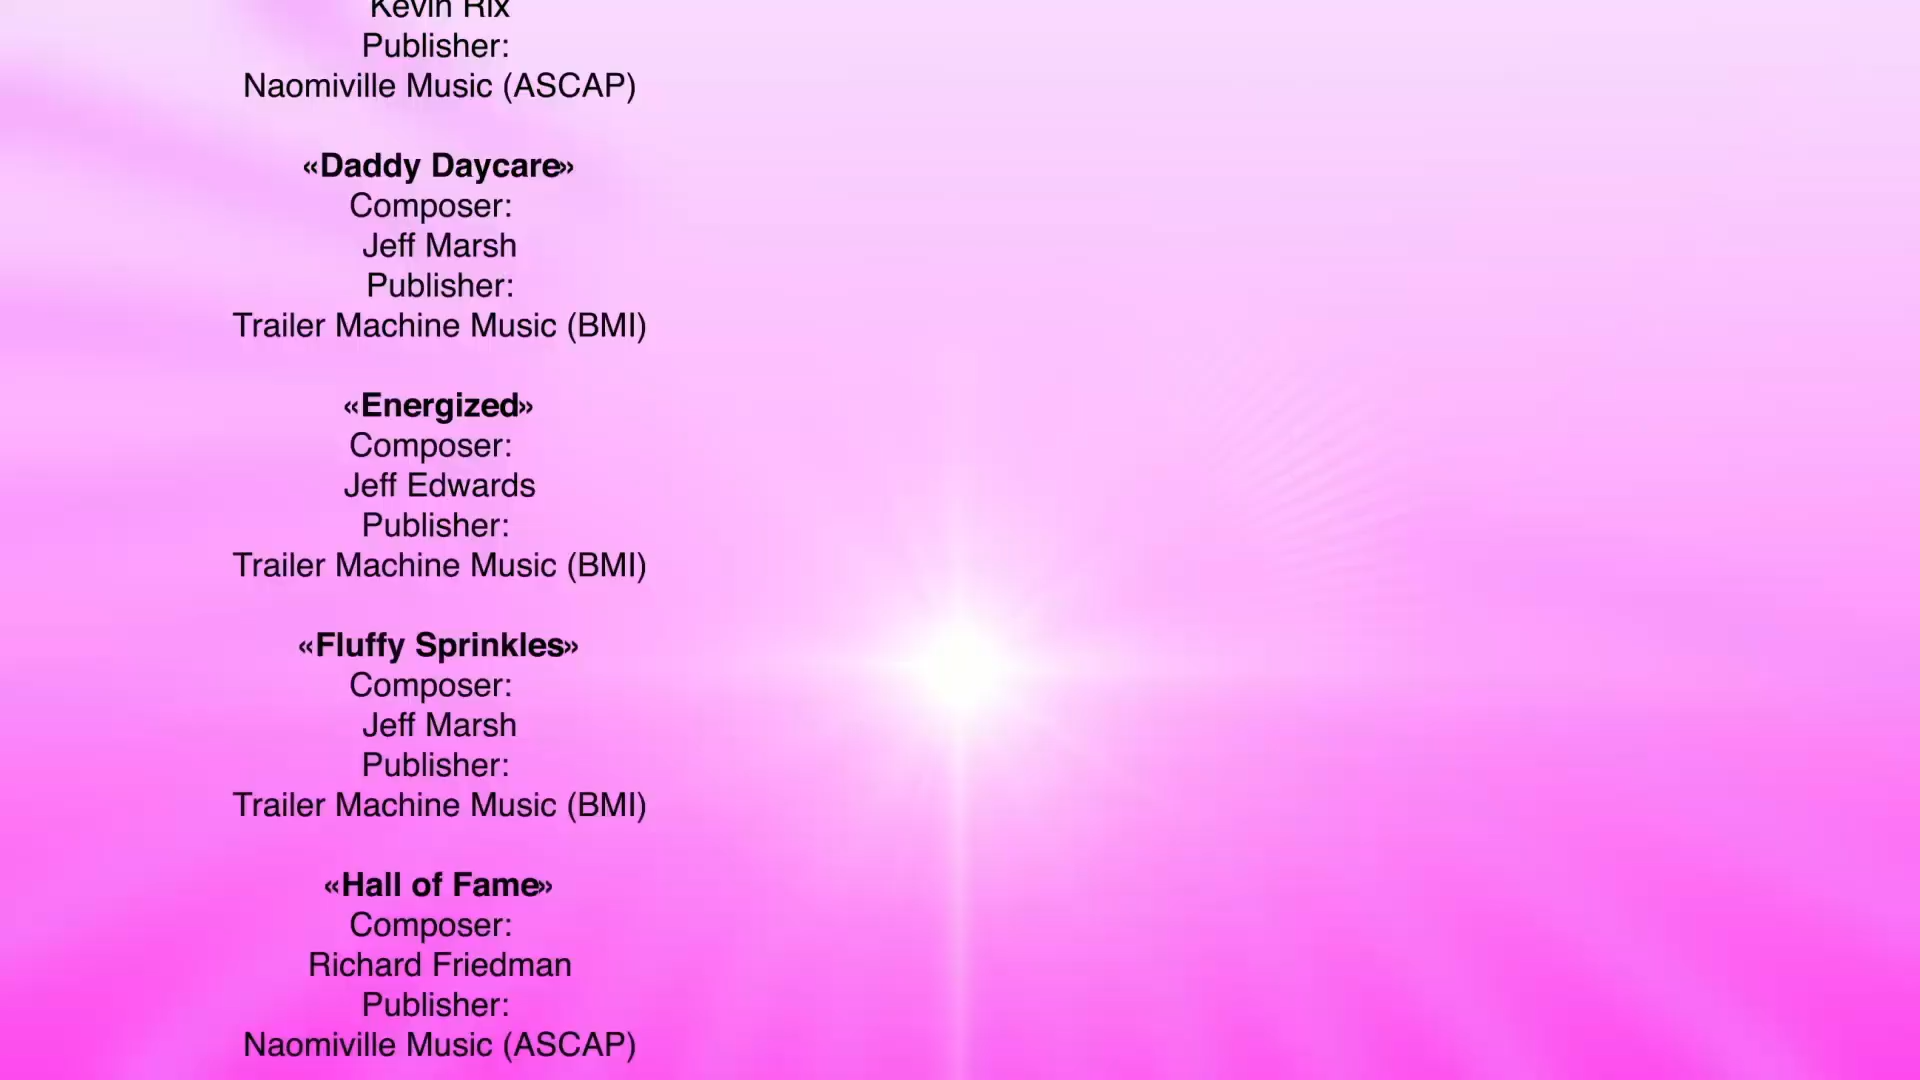 Kevin Rix
Publisher:
Naomiville Music (ASCAP)
«Daddy Daycare»
Composer:
Jeff Marsh
Publisher:
Trailer Machine Music (BMI)
«Energized»
Composer:
Jeff Edwards
Publisher:
Trailer Machine Music (BMI)
«Fluffy Sprinkles»
Composer:
Jeff Marsh
Publisher:
Trailer Machine Music (BMI)
«Hall of Fame»
Composer:
Richard Friedman
Publisher:
Naomiville Music (ASCAP)